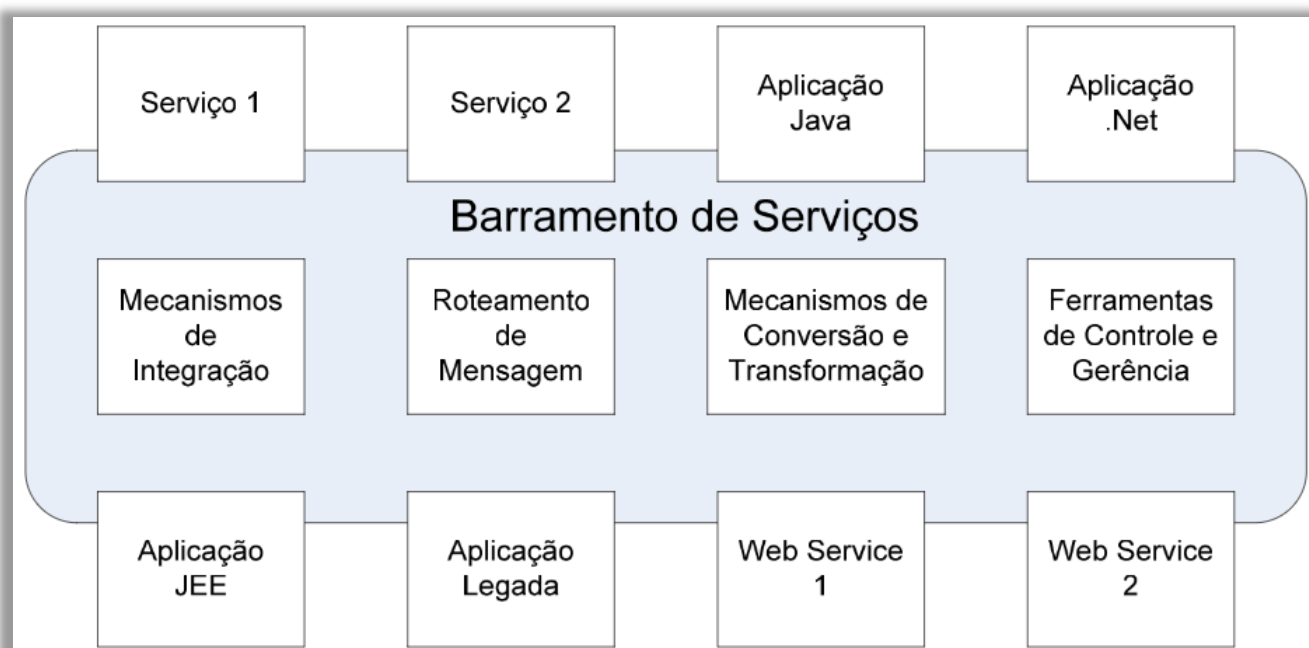 Serviço 1
Serviço 2
Aplicação
Java
Aplicação
.Net
Barramento de Serviços
Mecanismos
de
Integração
Roteamento
de
Mensagem
Mecanismos de
Conversão e
Transformação
Ferramentas
de Controle e
Gerência
Aplicação
JEE
Aplicação
Legada
Web Service
1
Web Service
2